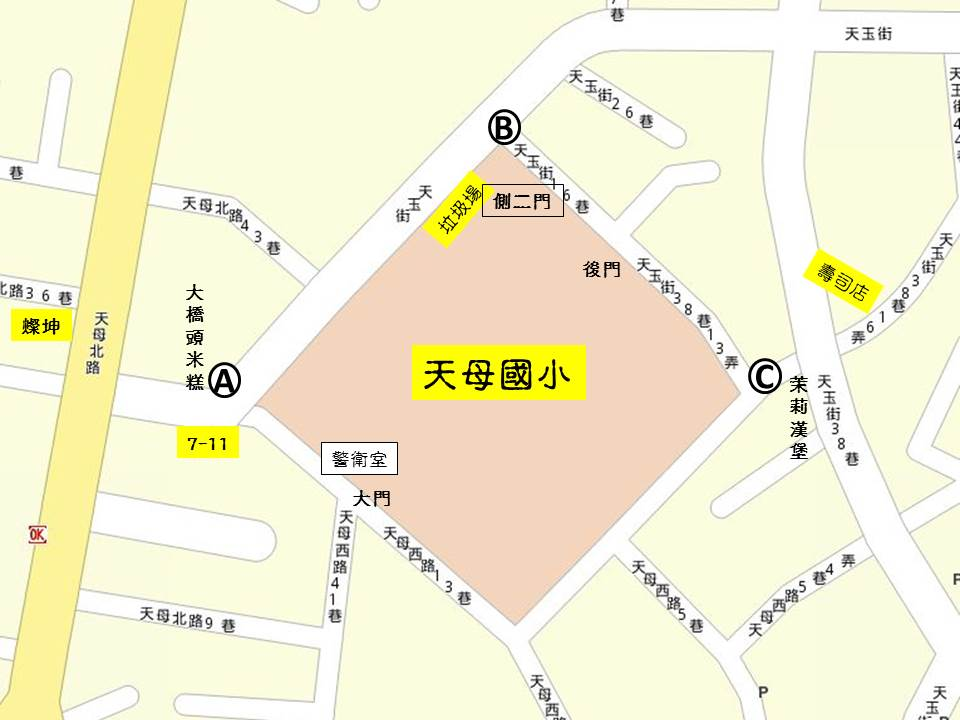 巷
天玉街
天玉街26巷
天玉街4
B
天玉街16巷
巷
天母北路43巷
天玉街
垃圾場
側二門
後門
天玉街38巷13弄
天玉街83巷61弄
壽司店
北路36巷
燦坤
天母北路
大橋頭米糕
A
天母國小
C
茉莉漢堡
天玉街38巷
7-11
警衛室
大門
OK
天母西路41巷
天母西路13巷
天母西路5巷
天母西路5巷4弄
天母北路9巷
天母西
P
P
天玉